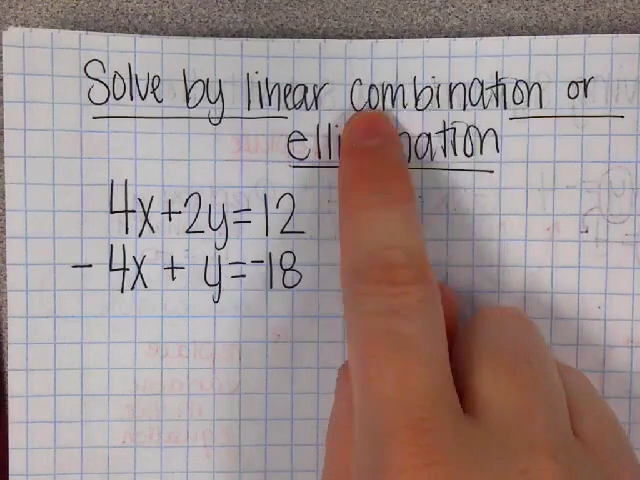 Solve by linear combination or
4x+2y=12
- 4x + y=-18